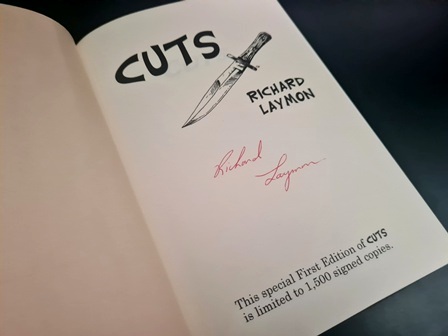 CUTS
RICHARD
LAYMON
Richard
Laymon
This special First Edition of CUTS
is limited to 1,500 signed copies.